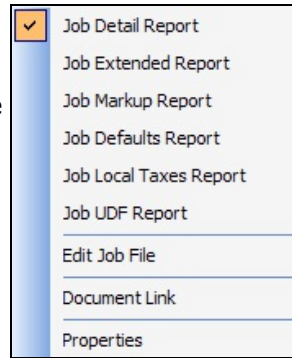 Job Detail Report
Job Extended Report
Job Markup Report
Job Defaults Report
Job Local Taxes Report
Job UDF Report
Edit Job File
Document Link
Properties